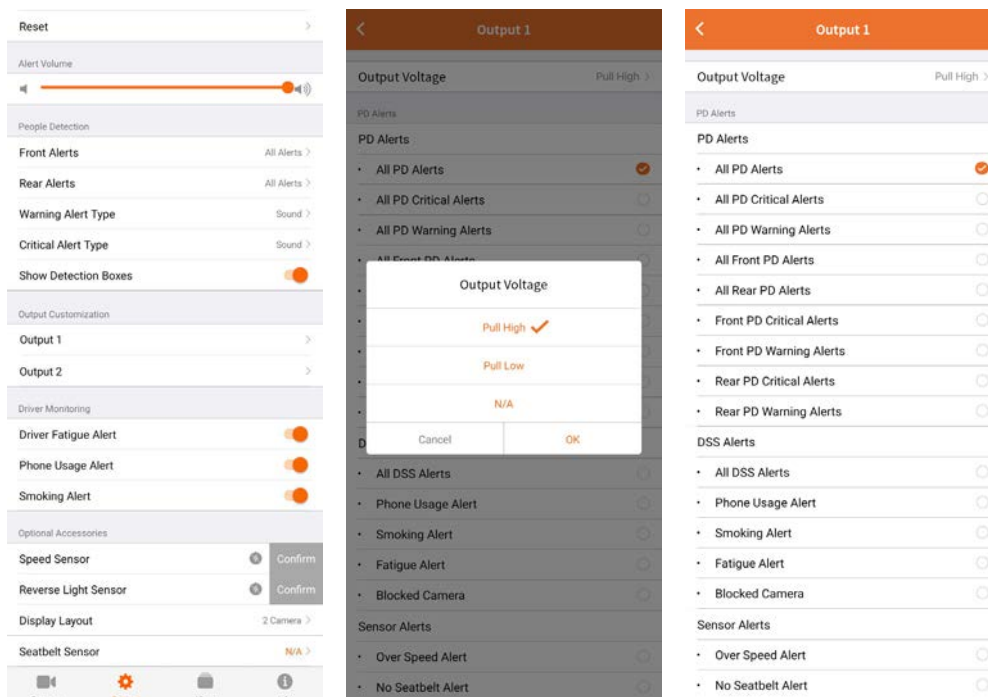 Reset
Alert Volume
People Detection
Front Alerts All Alerts
Rear Alerts All Alerts
Warning Alert Type Sound
Critical Alert Type Sound
Show Detection Boxes
Output Customization
Output 1
Output 2
Driver Monitoring
Driver Fatigue Alert
Phone Usage Alert
Smoking Alert
Optional Accessories
Speed Sensor Confirm
Reverse Light Sensor Confirm
Display Layout 2 Camera
Seatbelt Sensor N/A
Output 1
Output Voltage Pull High
PD Alerts
PD Alerts
· All PD Alerts
· All PD Critical Alerts
· All PD Warning Alerts
· All Front PD Alerts
Output Voltage
Pull High
Pull Low
N/A
Cancel OK
· All DSS Alerts
· Phone Usage Alert
· Smoking Alert
· Fatigue Alert
· Blocked Camera
Sensor Alerts
· Over Speed Alert
· No Seatbelt Alert
Output 1
Output Voltage Pull High
PD Alerts
PD Alerts
· All PD Alerts
· All PD Critical Alerts
· All PD Warning Alerts
· All Front PD Alerts
· All Rear PD Alerts
· Front PD Critical Alerts
· Front PD Warning Alerts
· Rear PD Critical Alerts
· Rear PD Warning Alerts
DSS Alerts
· All DSS Alerts
· Phone Usage Alert
· Smoking Alert
· Fatigue Alert
· Blocked Camera
Sensor Alerts
· Over Speed Alert
· No Seatbelt Alert